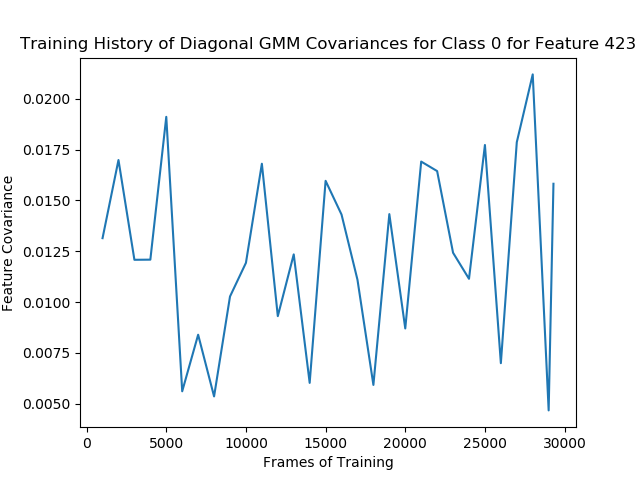 Training History of Diagonal GMM Covariances for Class 0 for Feature 423
0.0200
0.0175
0.0150
0.0125
0.0100
0.0075
0.0050
Feature Covariance
0 5000 10000 15000 20000 25000 30000
Frames of Training